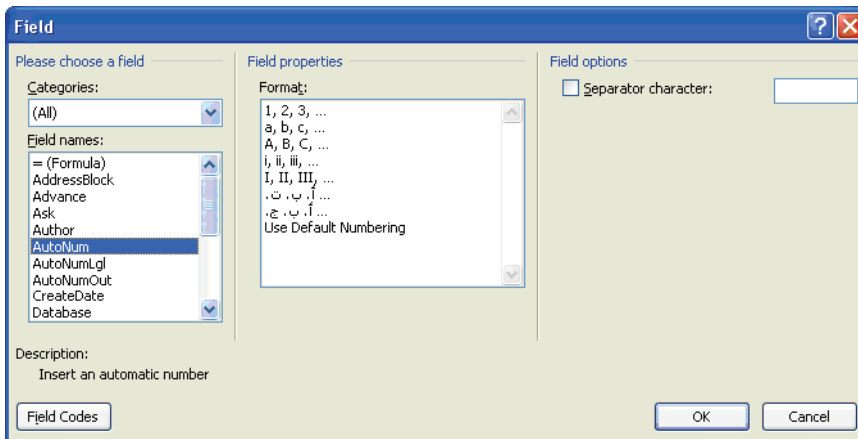 Field
Please choose a field
Categories:
(All)
Field names:
= (Formula)
AddressBlock
Advance
Ask
Author
AutoNum
AutoNumLgl
AutoNumOut
CreateDate
Database
Description:
Insert an automatic number
Field Codes
Field properties
Format:
1, 2, 3, ...
a, b, c, ...
A, B, C, ...
i, ii, iii, ...
I, II, III, ...
أ، ب، ت، ...
أ، ب، ج، ...
Use Default Numbering
Field options
Separator character:
OK
Cancel